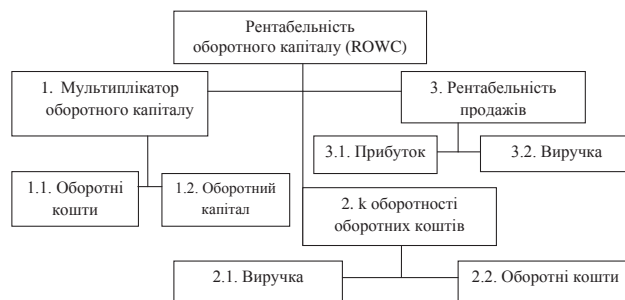 Рентабельність
оборотного капіталу (ROWC)
1. Мультиплікатор
оборотного капіталу
3. Рентабельність
продажів
3.1. Прибуток
3.2. Виручка
1.1. Оборотні
кошти
1.2. Оборотний
капітал
2. k оборотності
оборотних коштів
2.1. Виручка
2.2. Оборотні кошти